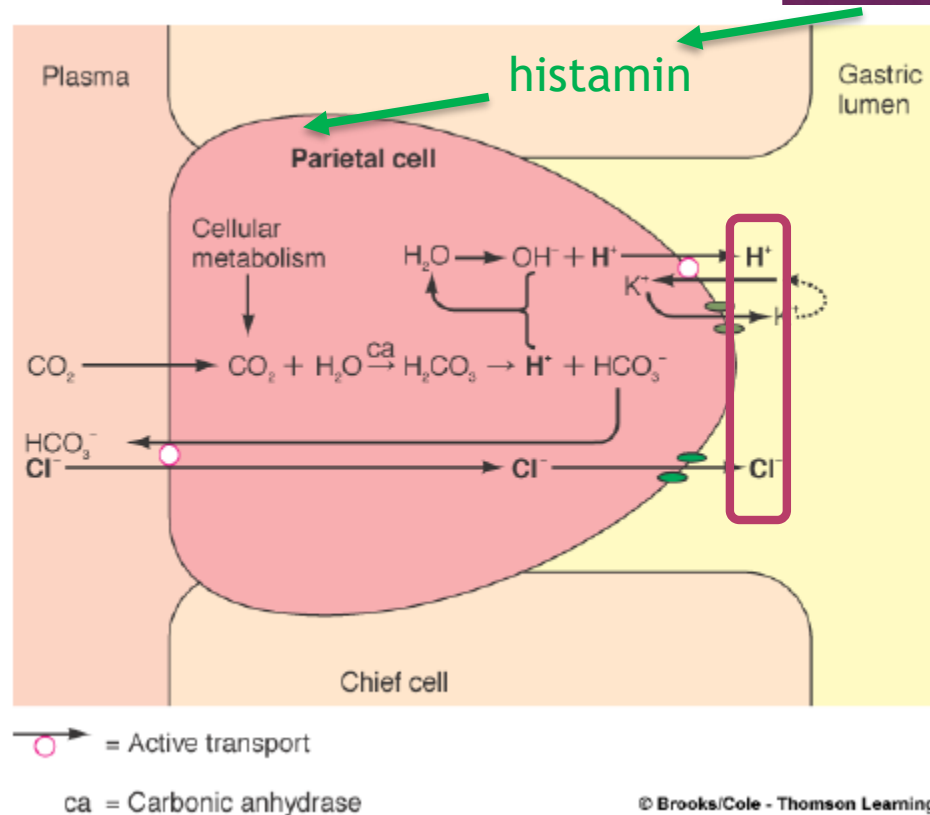 histamin
Plasma
Gastric
lumen
Parietal cell
Cellular
metabolism
H₂O → OH⁻ + H⁺ → H⁺
K⁺
K⁺
CO₂ → CO₂ + H₂O ca → H₂CO₃ → H⁺ + HCO₃⁻
HCO₃⁻
Cl⁻ → Cl⁻ → Cl⁻
Chief cell
= Active transport
ca = Carbonic anhydrase
© Brooks/Cole - Thomson Learning